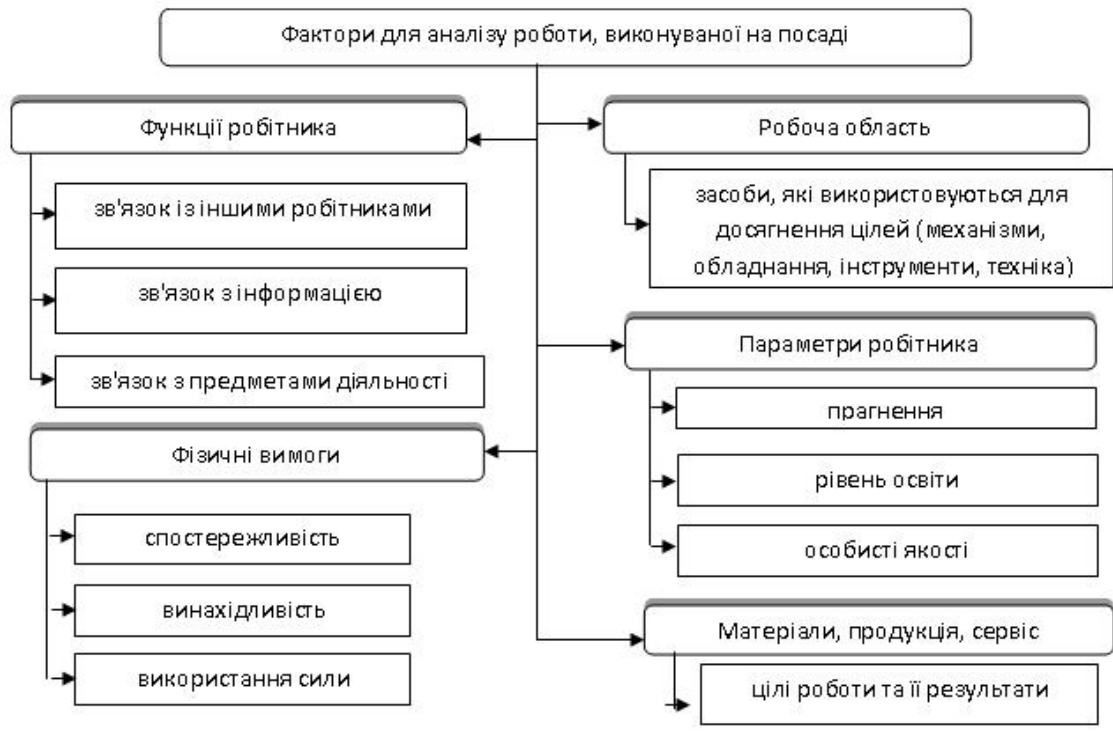 Фактори для аналізу роботи, виконуваної на посаді
Функції робітника
зв'язок із іншими робітниками
зв'язок з інформацією
зв'язок з предметами діяльності
Фізичні вимоги
спостережливість
винахідливість
використання сили
Робоча область
засоби, які використовуються для
досягнення цілей (механізми,
обладнання, інструменти, техніка)
Параметри робітника
прагнення
рівень освіти
особисті якості
Матеріали, продукція, сервіс
цілі роботи та її результати